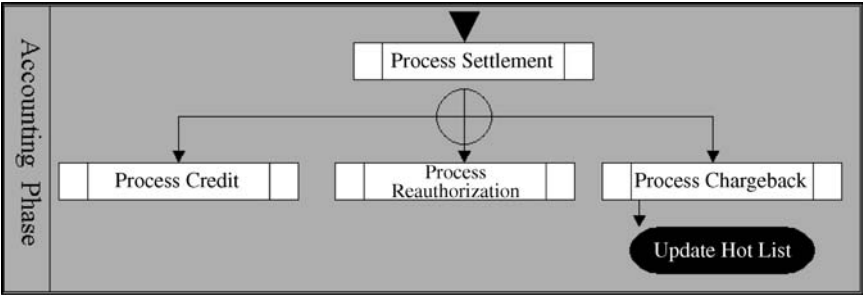 Accounting Phase
Process Settlement
Process Credit
Process
Reauthorization
Process Chargeback
Update Hot List